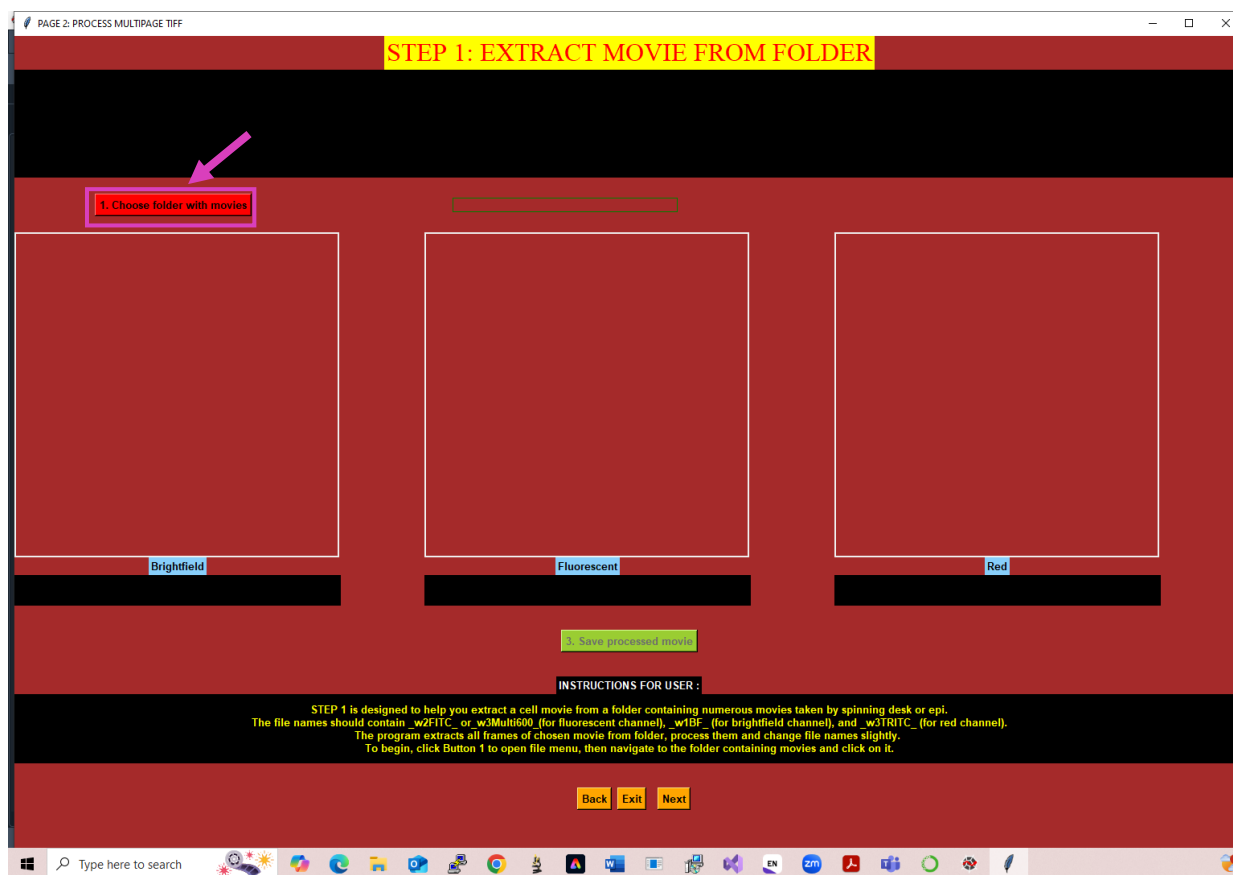 PAGE 2: PROCESS MULTIPAGE TIFF
STEP 1: EXTRACT MOVIE FROM FOLDER
1. Choose folder with movies
Brightfield
Fluorescent
Red
3. Save processed movie
INSTRUCTIONS FOR USER :
STEP 1 is designed to help you extract a cell movie from a folder containing numerous movies taken by spinning desk or epi.
The file names should contain _w2FITC_ or_w3Multi600_(for fluorescent channel), _w1BF_ (for brightfield channel), and _w3TRITC_ (for red channel).
The program extracts all frames of chosen movie from folder, process them and change file names slightly.
To begin, click Button 1 to open file menu, then navigate to the folder containing movies and click on it.
Back Exit Next
Type here to search
EN
zm